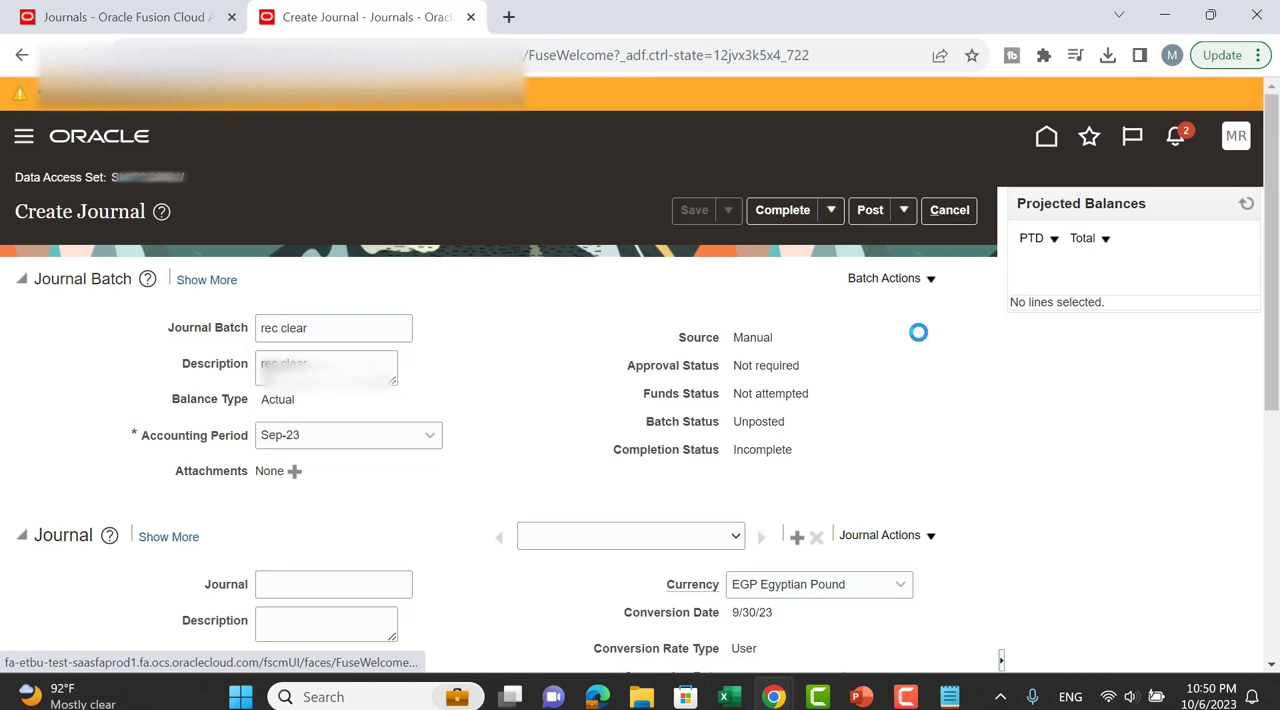 Journals - Oracle Fusion Cloud A
Create Journal - Journals - Orac
/FuseWelcome?_adf.ctrl-state=12jvx3k5x4_722
M
Update
ORACLE
2
MR
Data Access Set:
Create Journal
Save
Complete
Post
Cancel
Projected Balances
PTD Total
No lines selected.
Journal Batch
Show More
Batch Actions
Journal Batch rec clear
Description rec clear
Balance Type Actual
* Accounting Period Sep-23
Attachments None
Source Manual
Approval Status Not required
Funds Status Not attempted
Batch Status Unposted
Completion Status Incomplete
Journal
Show More
Journal Actions
Journal
Description
Currency EGP Egyptian Pound
Conversion Date 9/30/23
Conversion Rate Type User
fa-etbu-test-saasfaprod1.fa.ocs.oraclecloud.com/fscmUI/faces/FuseWelcome...
92°F
Mostly clear
Search
ENG
10:50 PM
10/6/2023